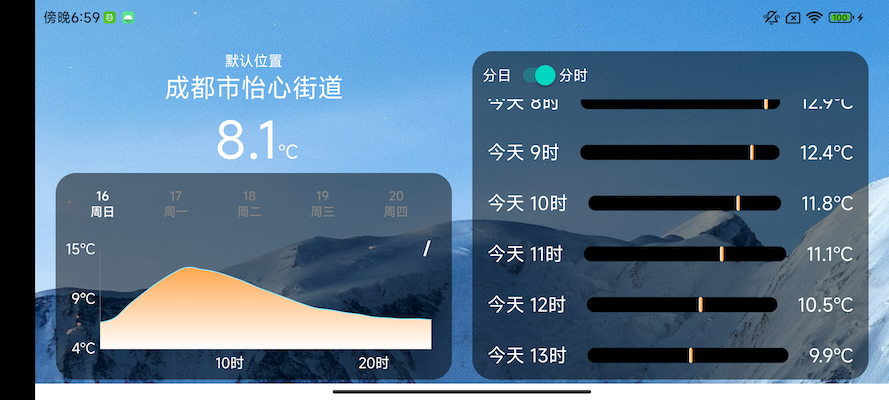 傍晚6:59
100
默认位置
成都市怡心街道
8.1℃
16 17 18 19 20
周日 周一 周二 周三 周四
15℃
/
9℃
4℃
10时 20时
分日 分时
今天 8时 12.9℃
今天 9时 12.4℃
今天 10时 11.8℃
今天 11时 11.1℃
今天 12时 10.5℃
今天 13时 9.9℃